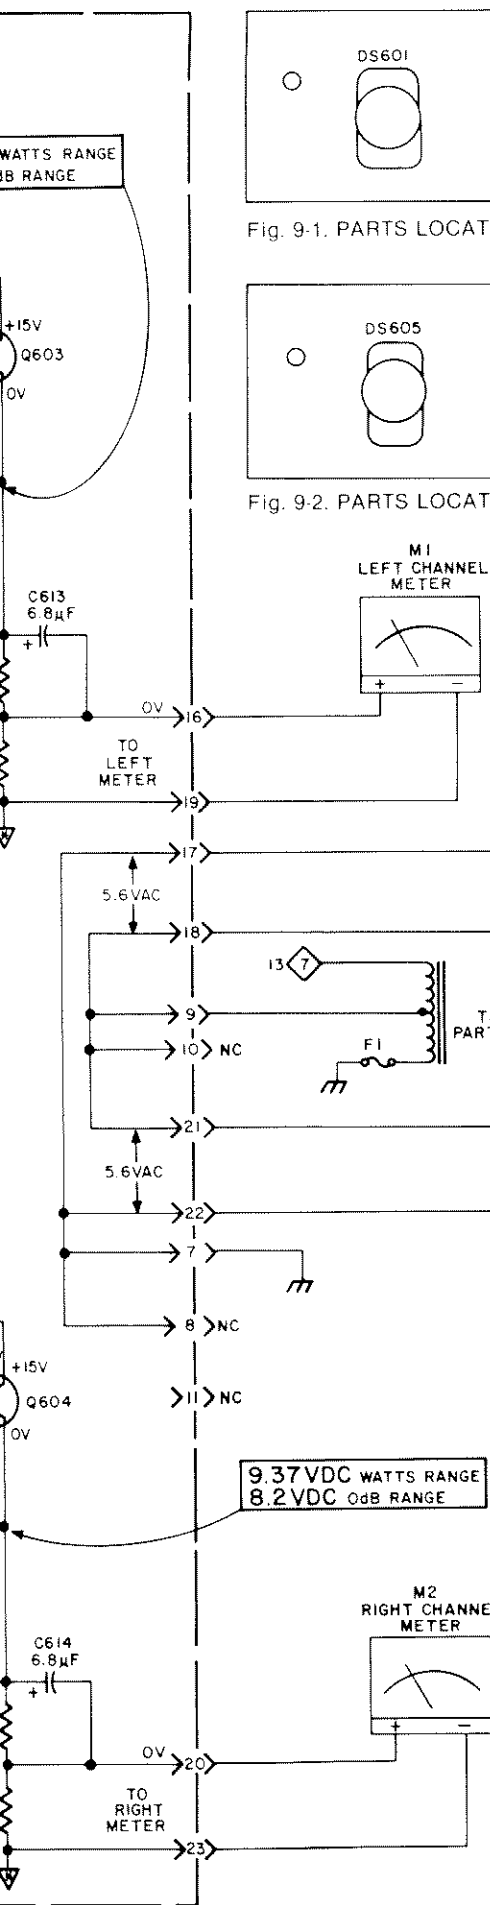 DS601
WATTS RANGE
RANGE
Fig. 9-1. PARTS LOCAT
+15V
Q603
0V
DS605
Fig. 9-2. PARTS LOCAT
M1
LEFT CHANNEL
METER
C613
6.8µF
+
+ −
0V
16
TO
LEFT
METER
19
17
5.6VAC
18
13 7
9
10 NC
F1
PART
21
5.6VAC
22
7
8 NC
+15V
Q604
0V
11 NC
9.37VDC WATTS RANGE
8.2VDC 0dB RANGE
M2
RIGHT CHANNE
METER
C614
6.8µF
+
+ −
0V
20
TO
RIGHT
METER
23